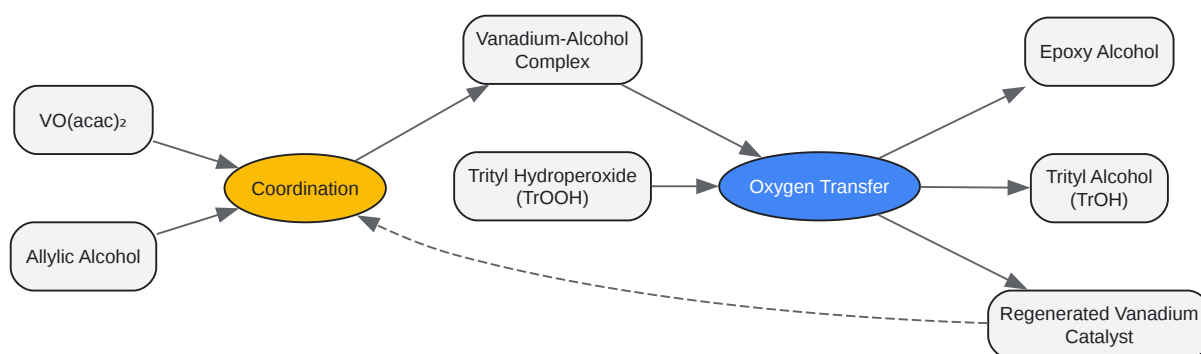 VO(acac)₂
Allylic Alcohol
Coordination
Vanadium-Alcohol
Complex
Trityl Hydroperoxide
(TrOOH)
Oxygen Transfer
Epoxy Alcohol
Trityl Alcohol
(TrOH)
Regenerated Vanadium
Catalyst